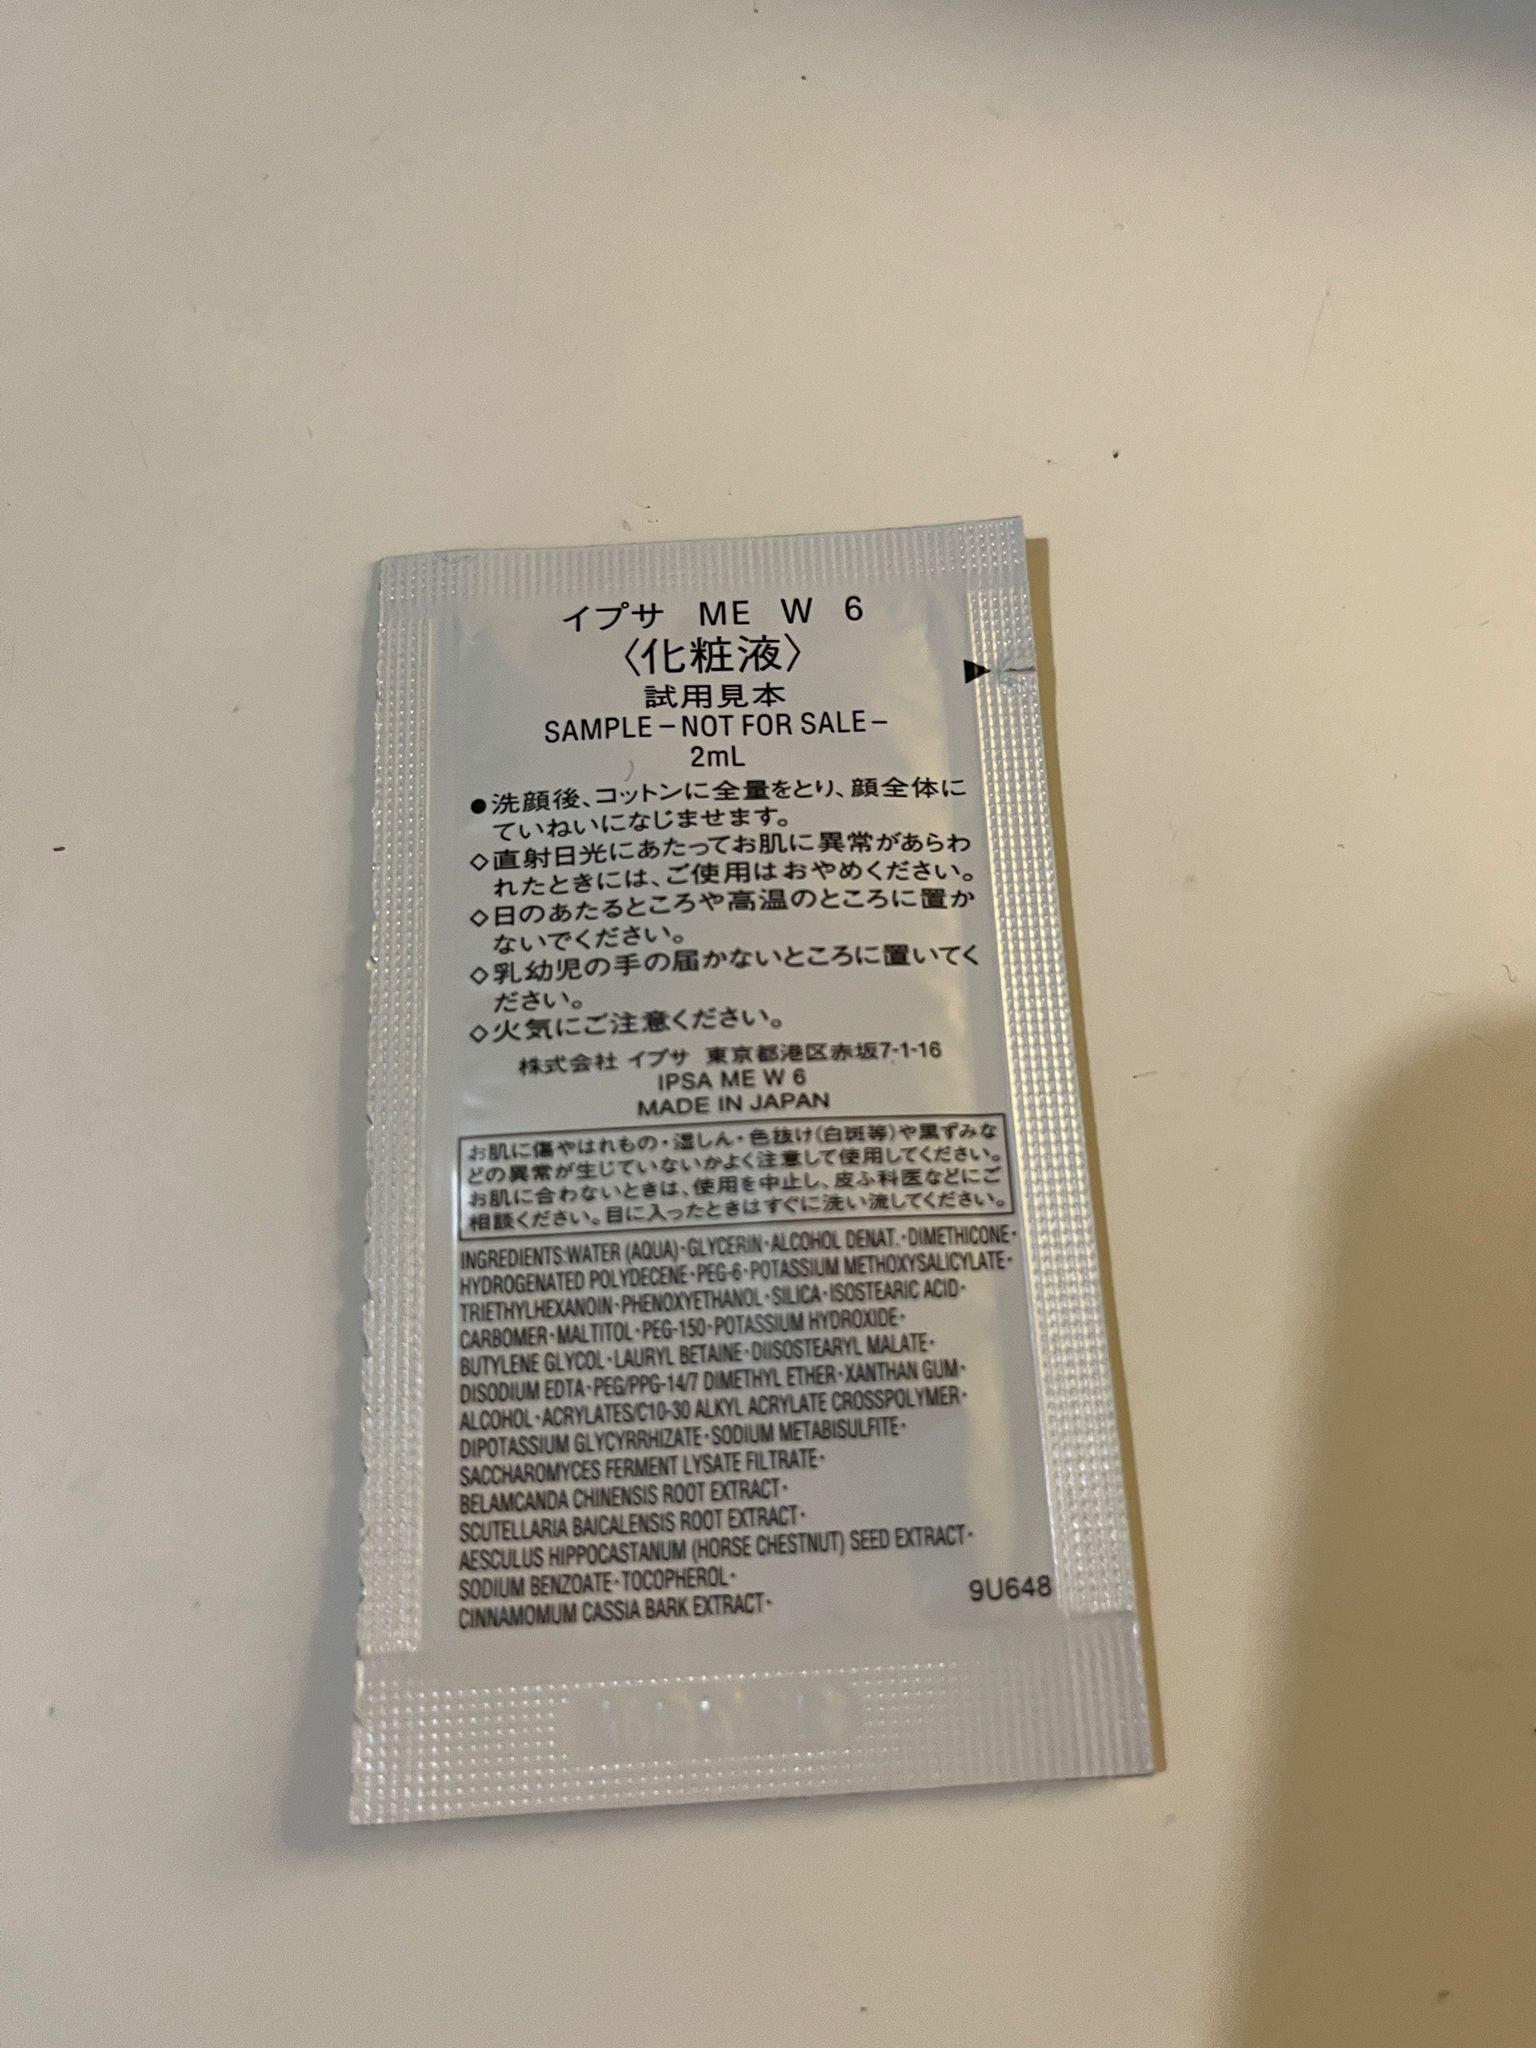 イプサ ME W 6
〈化粧液〉
試用見本
SAMPLE－NOT FOR SALE－
2mL
●洗顔後、コットンに全量をとり、顔全体に
ていねいになじませます。
◇直射日光にあたってお肌に異常があらわ
れたときには、ご使用はおやめください。
◇日のあたるところや高温のところに置か
ないでください。
◇乳幼児の手の届かないところに置いてく
ださい。
◇火気にご注意ください。
株式会社 イプサ 東京都港区赤坂7-1-16
IPSA ME W 6
MADE IN JAPAN
お肌に傷やはれもの・湿しん・色抜け(白斑等)や黒ずみな
どの異常が生じていないかよく注意して使用してください。
お肌に合わないときは、使用を中止し、皮ふ科医などにご
相談ください。目に入ったときはすぐに洗い流してください。
INGREDIENTS:WATER (AQUA)・GLYCERIN・ALCOHOL DENAT.・DIMETHICONE・
HYDROGENATED POLYDECENE・PEG-6・POTASSIUM METHOXYSALICYLATE・
TRIETHYLHEXANOIN・PHENOXYETHANOL・SILICA・ISOSTEARIC ACID・
CARBOMER・MALTITOL・PEG-150・POTASSIUM HYDROXIDE・
BUTYLENE GLYCOL・LAURYL BETAINE・DIISOSTEARYL MALATE・
DISODIUM EDTA・PEG/PPG-14/7 DIMETHYL ETHER・XANTHAN GUM・
ALCOHOL・ACRYLATES/C10-30 ALKYL ACRYLATE CROSSPOLYMER・
DIPOTASSIUM GLYCYRRHIZATE・SODIUM METABISULFITE・
SACCHAROMYCES FERMENT LYSATE FILTRATE・
BELAMCANDA CHINENSIS ROOT EXTRACT・
SCUTELLARIA BAICALENSIS ROOT EXTRACT・
AESCULUS HIPPOCASTANUM (HORSE CHESTNUT) SEED EXTRACT・
SODIUM BENZOATE・TOCOPHEROL・
CINNAMOMUM CASSIA BARK EXTRACT・
9U648